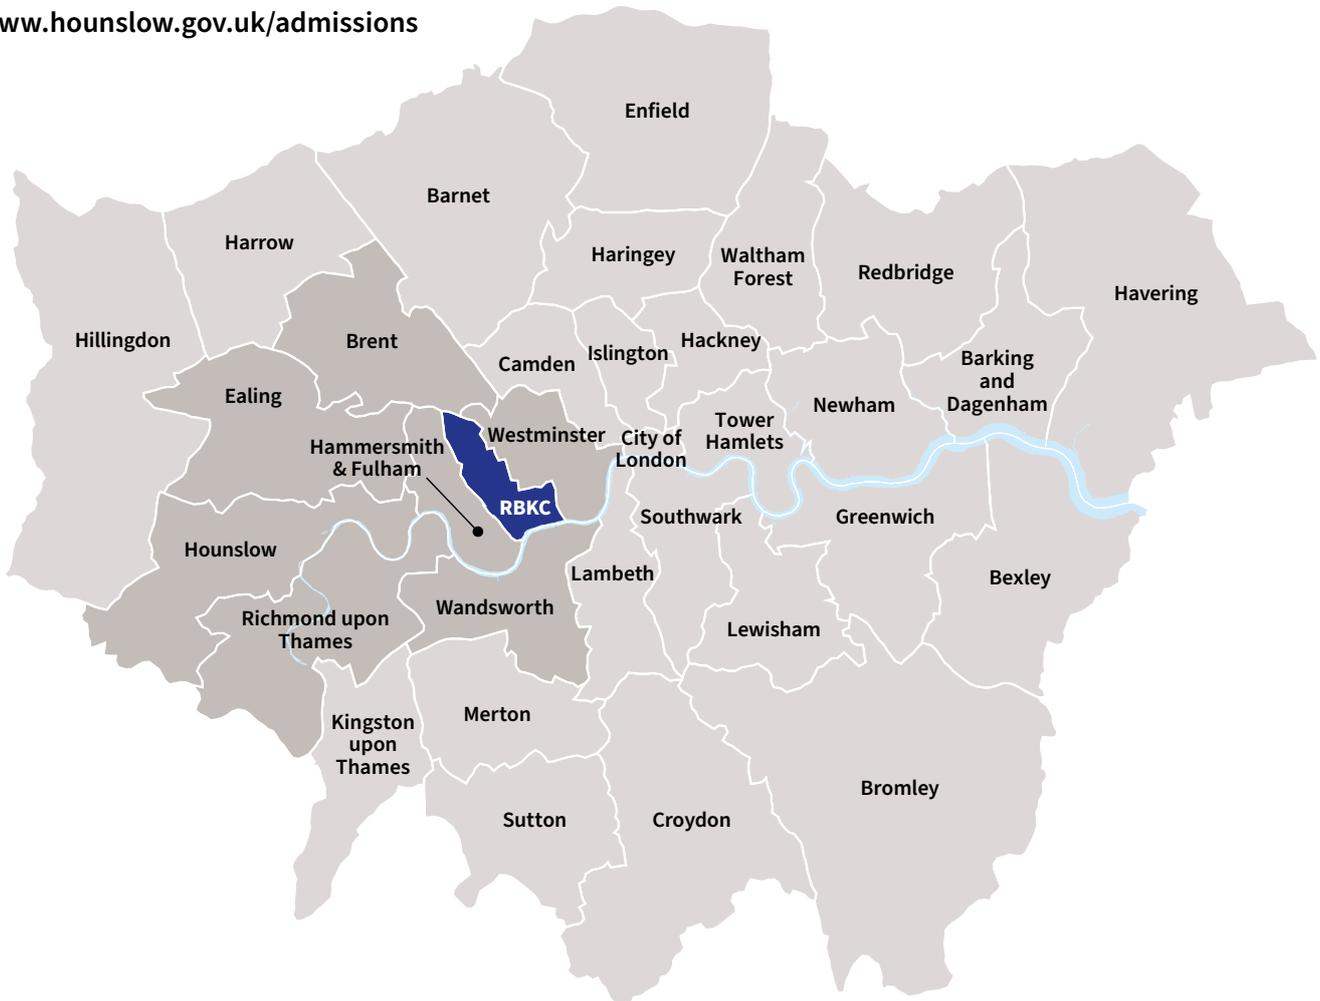 ww.hounslow.gov.uk/admissions
Enfield
Barnet
Harrow
Haringey
Waltham
Forest
Redbridge
Havering
Hillingdon
Brent
Camden
Islington
Hackney
Barking
and
Dagenham
Ealing
Newham
Tower
Hamlets
Westminster
City of
London
Hammersmith
& Fulham
RBKC
Southwark
Greenwich
Hounslow
Lambeth
Bexley
Wandsworth
Richmond upon
Thames
Lewisham
Merton
Kingston
upon
Thames
Bromley
Sutton
Croydon